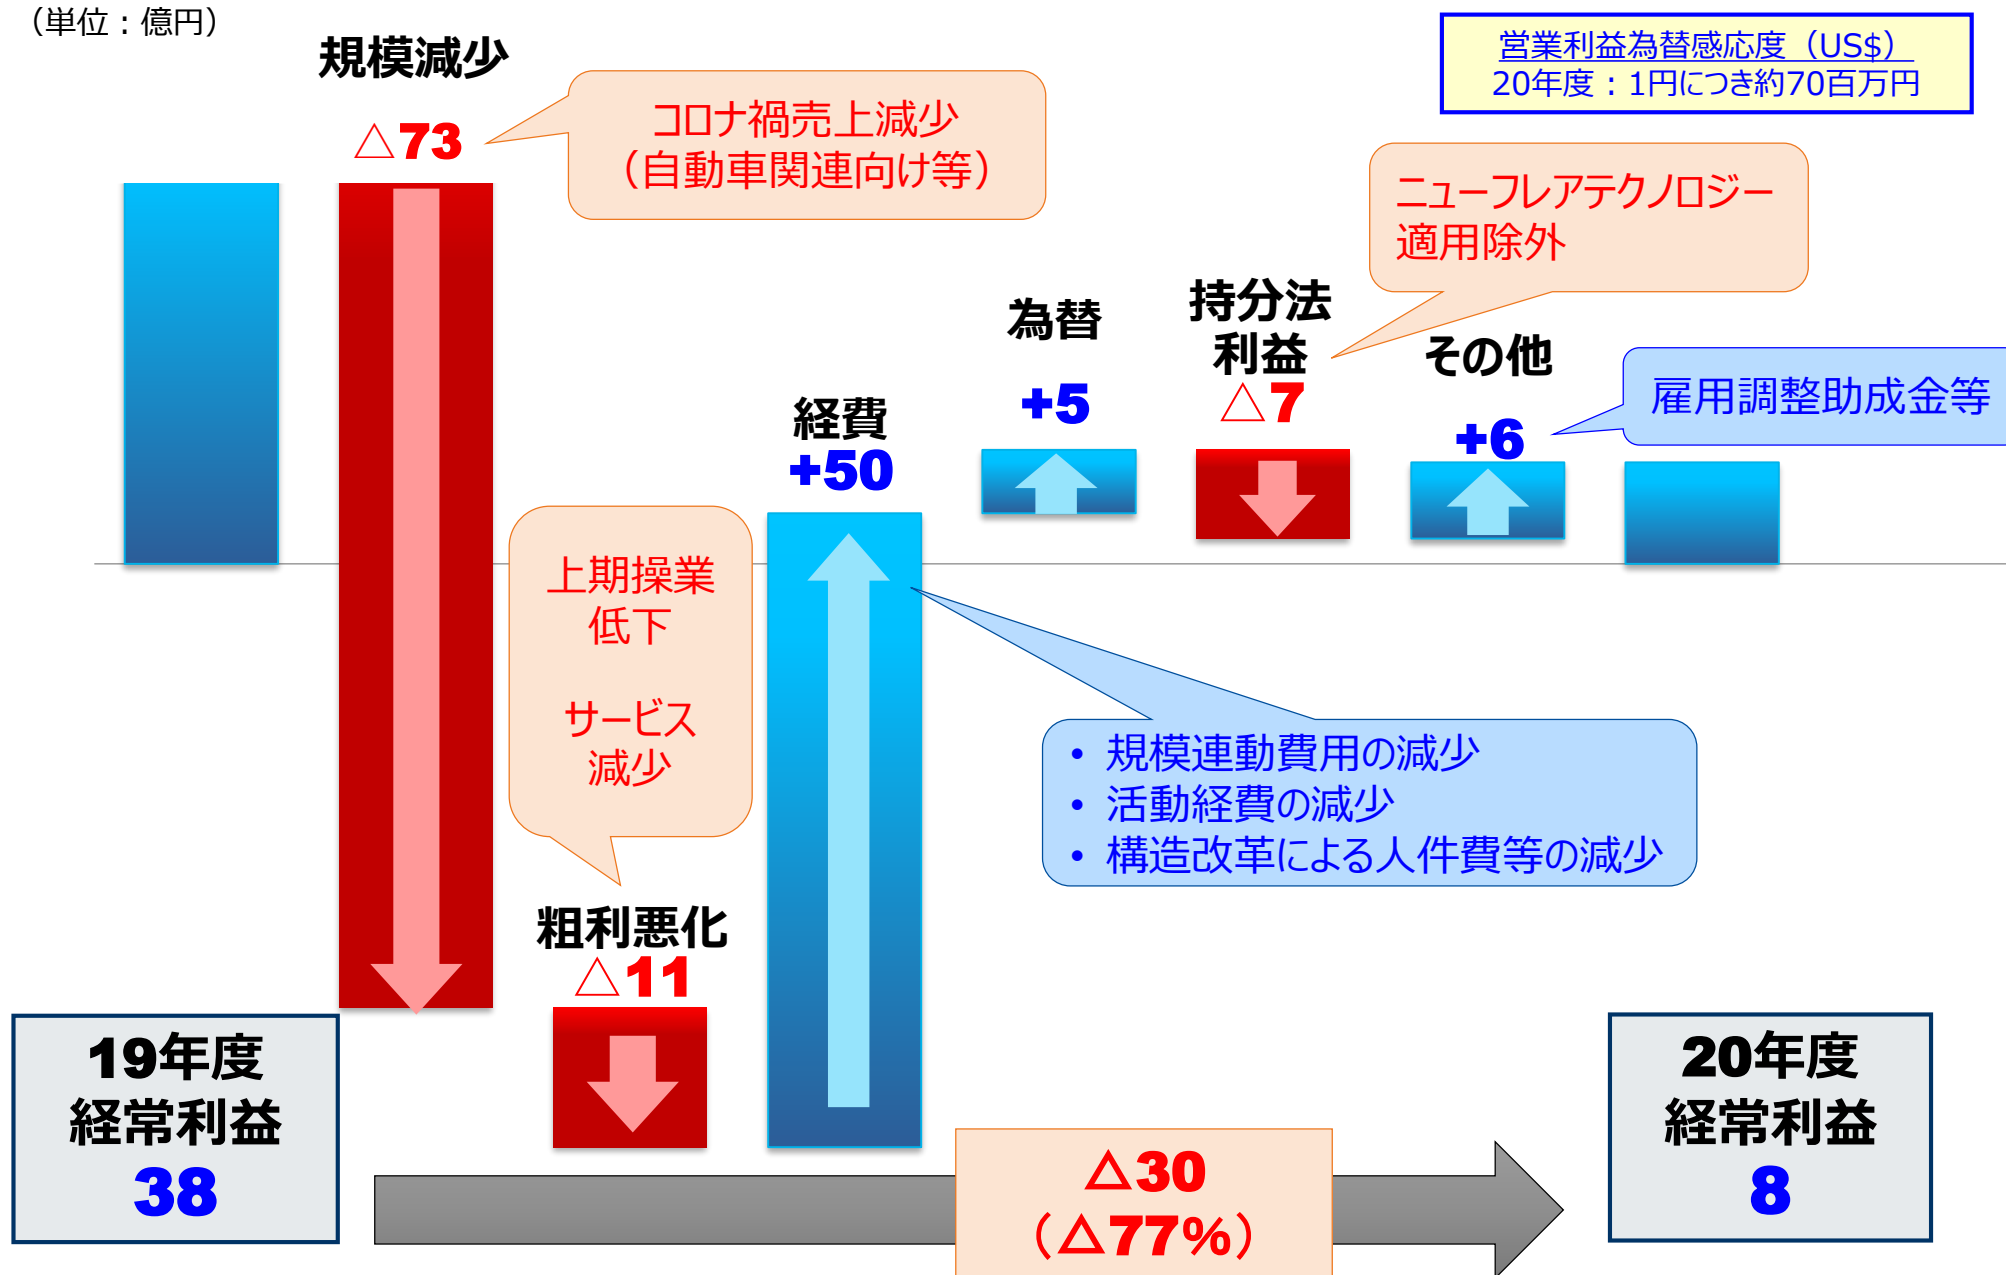 （単位：億円）
営業利益為替感応度（US$）
20年度：1円につき約70百万円
規模減少
△73
コロナ禍売上減少
（自動車関連向け等）
ニューフレアテクノロジー
適用除外
為替
+5
持分法
利益
△7
その他
+6
雇用調整助成金等
経費
+50
上期操業
低下
サービス
減少
• 規模連動費用の減少
• 活動経費の減少
• 構造改革による人件費等の減少
粗利悪化
△11
19年度
経常利益
38
△30
（△77%）
20年度
経常利益
8